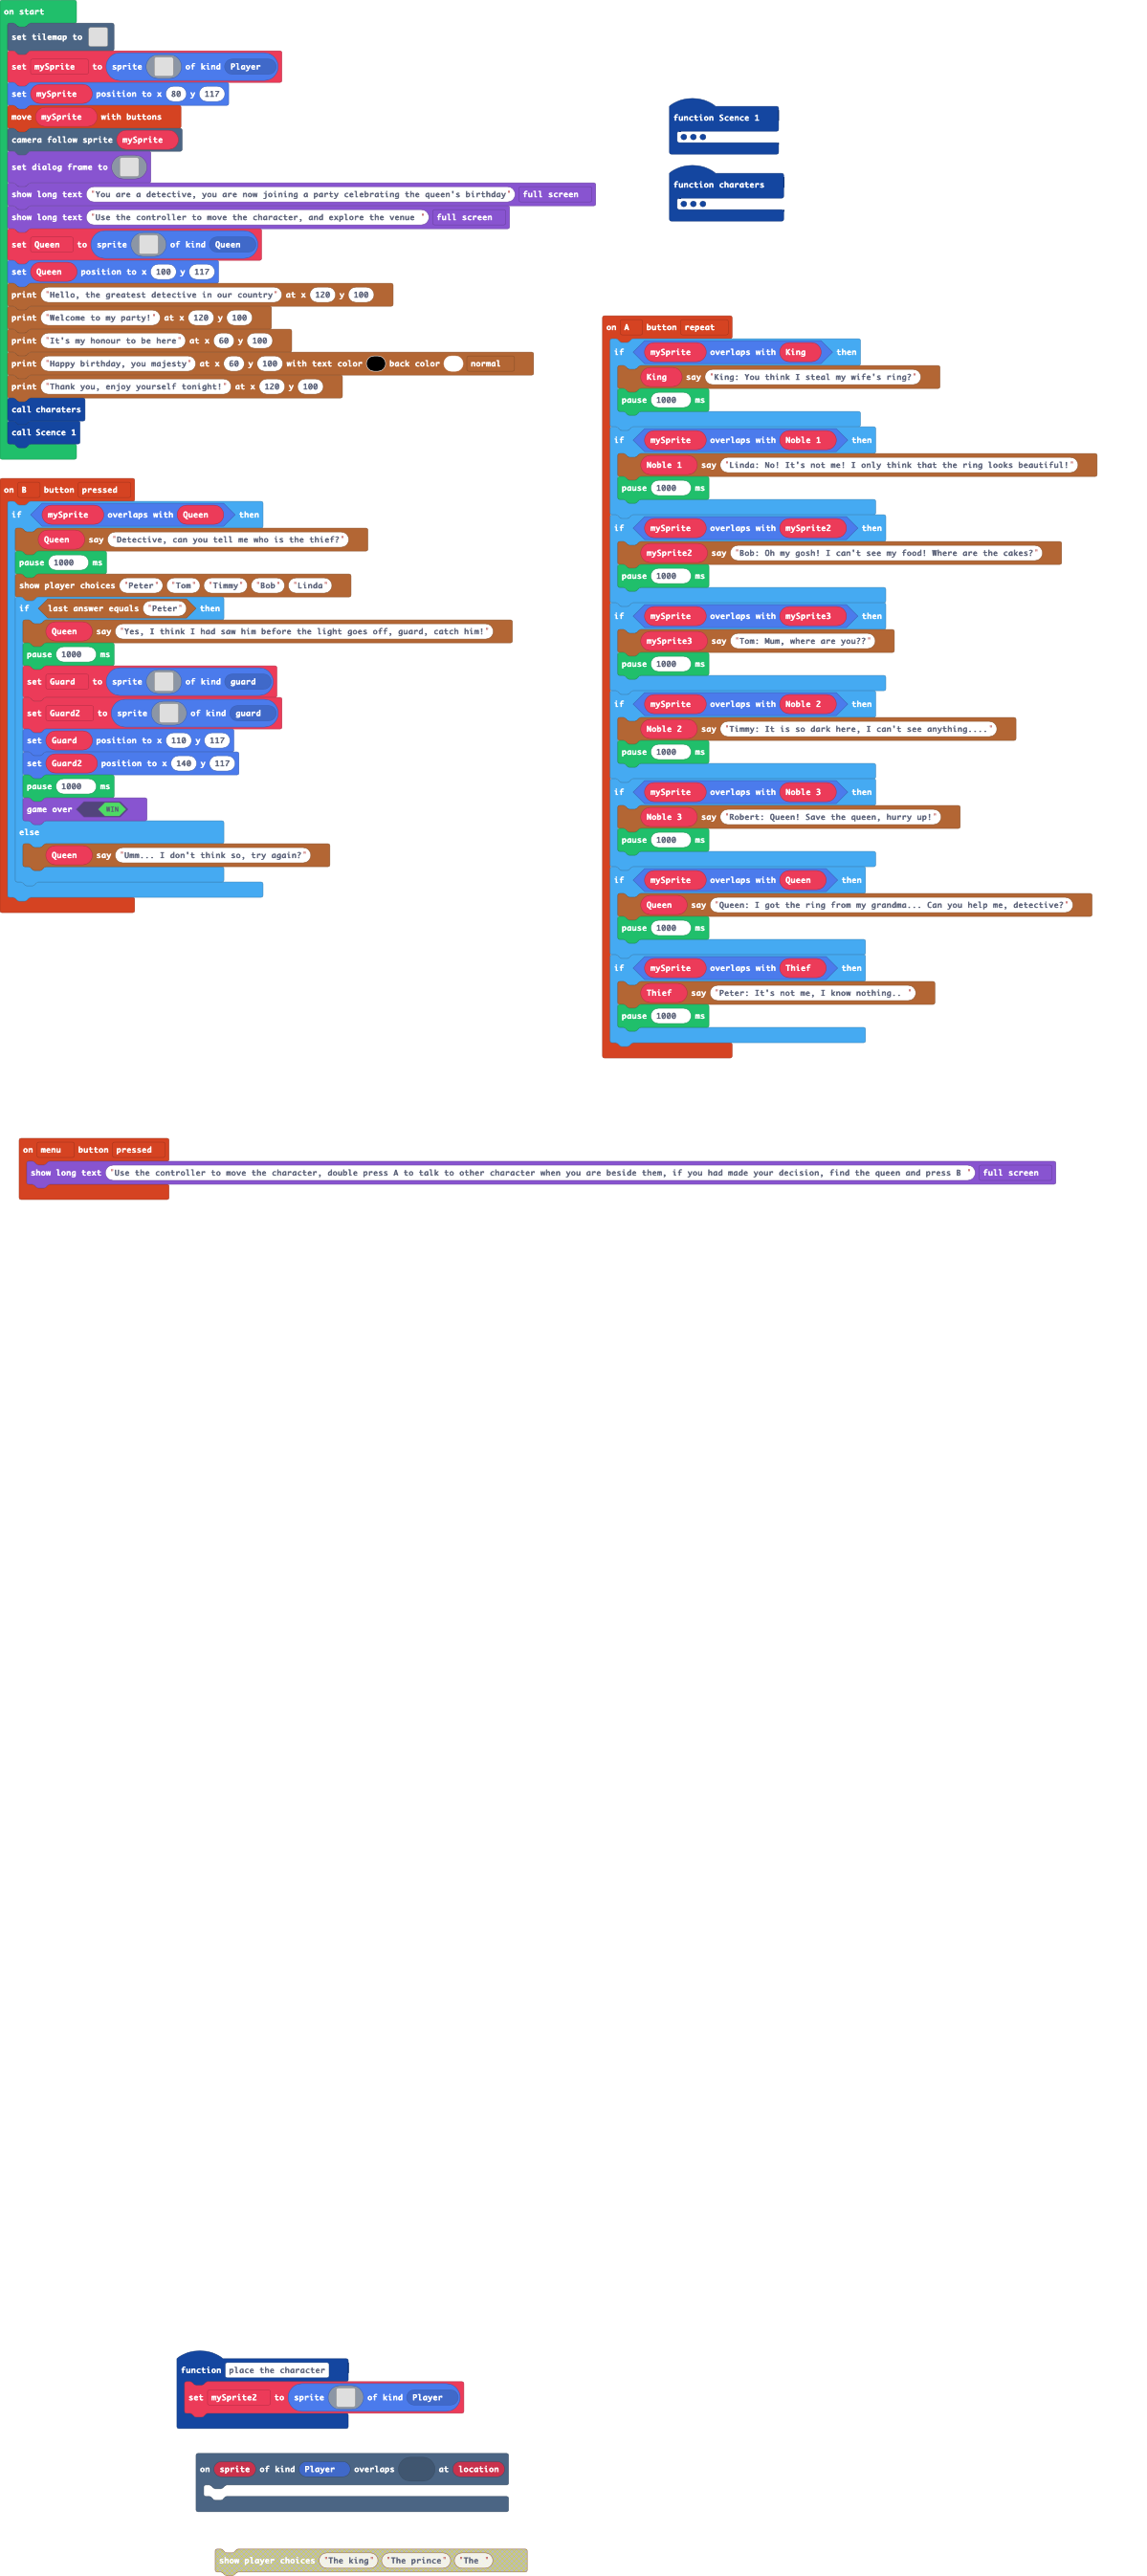 on start
set tilemap to
set mySprite to sprite of kind Player
set mySprite position to x 80 y 117
move mySprite with buttons
camera follow sprite mySprite
set dialog frame to
show long text "You are a detective, you are now joining a party celebrating the queen's birthday" full screen
show long text "Use the controller to move the character, and explore the venue " full screen
set Queen to sprite of kind Queen
set Queen position to x 100 y 117
print "Hello, the greatest detective in our country" at x 120 y 100
print "Welcome to my party!" at x 120 y 100
print "It's my honour to be here" at x 60 y 100
print "Happy birthday, you majesty" at x 60 y 100 with text color back color normal
print "Thank you, enjoy yourself tonight!" at x 120 y 100
call charaters
call Scence 1
function Scence 1
function charaters
on B button pressed
if mySprite overlaps with Queen then
Queen say "Detective, can you tell me who is the thief?"
pause 1000 ms
show player choices "Peter" "Tom" "Timmy" "Bob" "Linda"
if last answer equals "Peter" then
Queen say "Yes, I think I had saw him before the light goes off, guard, catch him!"
pause 1000 ms
set Guard to sprite of kind guard
set Guard2 to sprite of kind guard
set Guard position to x 110 y 117
set Guard2 position to x 140 y 117
pause 1000 ms
game over WIN
else
Queen say "Umm... I don't think so, try again?"
on A button repeat
if mySprite overlaps with King then
King say "King: You think I steal my wife's ring?"
pause 1000 ms
if mySprite overlaps with Noble 1 then
Noble 1 say "Linda: No! It's not me! I only think that the ring looks beautiful!"
pause 1000 ms
if mySprite overlaps with mySprite2 then
mySprite2 say "Bob: Oh my gosh! I can't see my food! Where are the cakes?"
pause 1000 ms
if mySprite overlaps with mySprite3 then
mySprite3 say "Tom: Mum, where are you??"
pause 1000 ms
if mySprite overlaps with Noble 2 then
Noble 2 say "Timmy: It is so dark here, I can't see anything...."
pause 1000 ms
if mySprite overlaps with Noble 3 then
Noble 3 say "Robert: Queen! Save the queen, hurry up!"
pause 1000 ms
if mySprite overlaps with Queen then
Queen say "Queen: I got the ring from my grandma... Can you help me, detective?"
pause 1000 ms
if mySprite overlaps with Thief then
Thief say "Peter: It's not me, I know nothing.. "
pause 1000 ms
on menu button pressed
show long text "Use the controller to move the character, double press A to talk to other character when you are beside them, if you had made your decision, find the queen and press B " full screen
function place the character
set mySprite2 to sprite of kind Player
on sprite of kind Player overlaps at location
show player choices "The king" "The prince" "The "